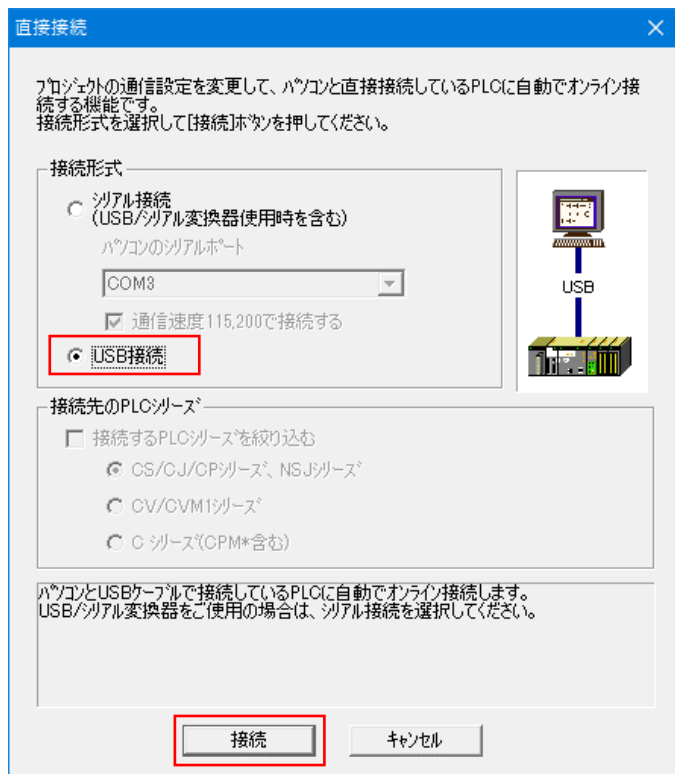 直接接続
プロジェクトの通信設定を変更して、パソコンと直接接続しているPLCに自動でオンライン接
続する機能です。
接続形式を選択して[接続]ボタンを押してください。
接続形式
シリアル接続
(USB/シリアル変換器使用時を含む)
パソコンのシリアルポート
COM3
通信速度115,200で接続する
USB接続
USB
接続先のPLCシリーズ
接続するPLCシリーズを絞り込む
CS/CJ/CPシリーズ、NSJシリーズ
CV/CVM1シリーズ
C シリーズ(CPM*含む)
パソコンとUSBケーブルで接続しているPLCに自動でオンライン接続します。
USB/シリアル変換器をご使用の場合は、シリアル接続を選択してください。
接続
キャンセル